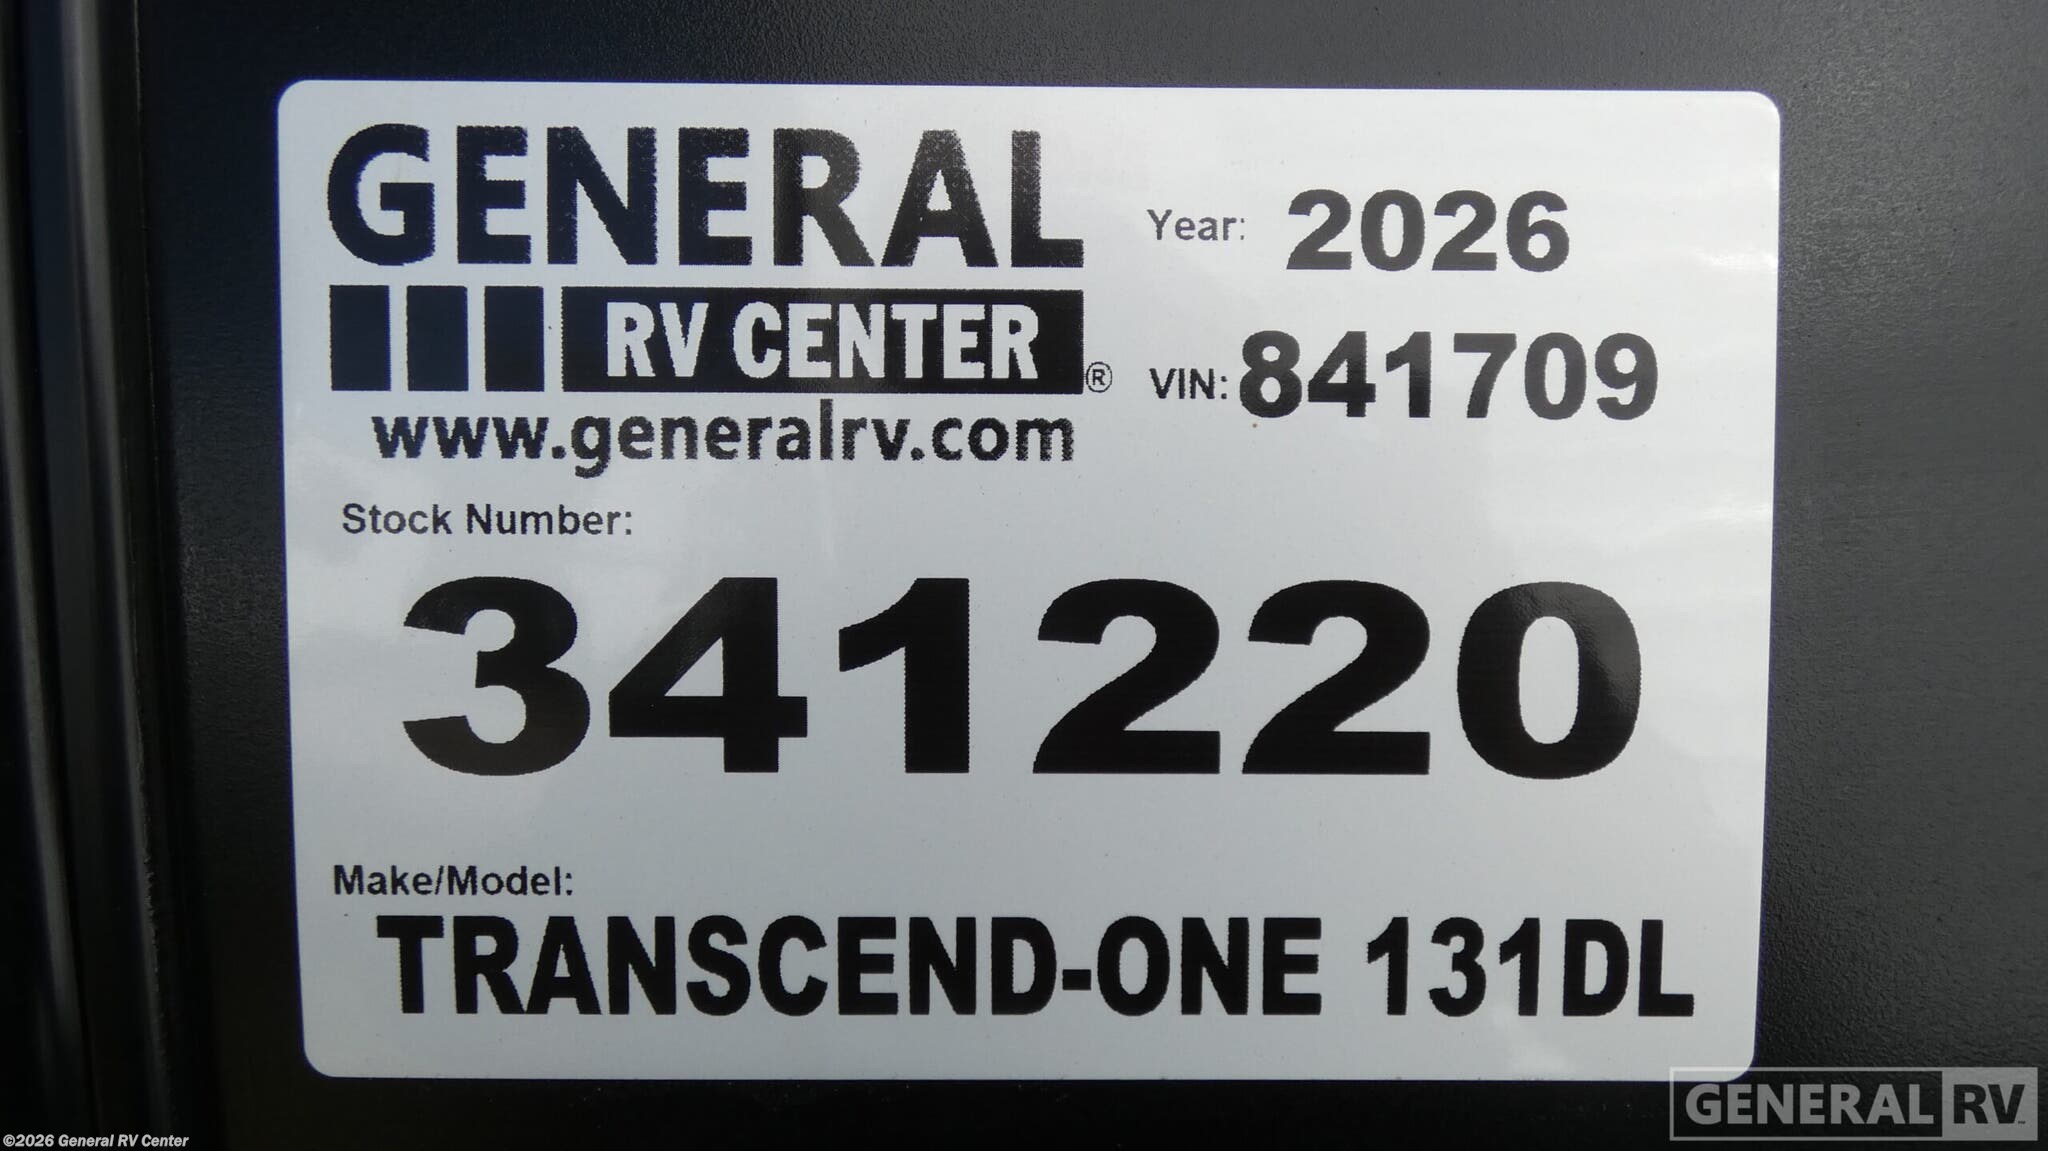 GENERAL
RV CENTER®
www.generalrv.com
Year: 2026
VIN: 841709
Stock Number:
341220
Make/Model:
TRANSCEND-ONE 131DL
GENERAL RV™
©2026 General RV Center